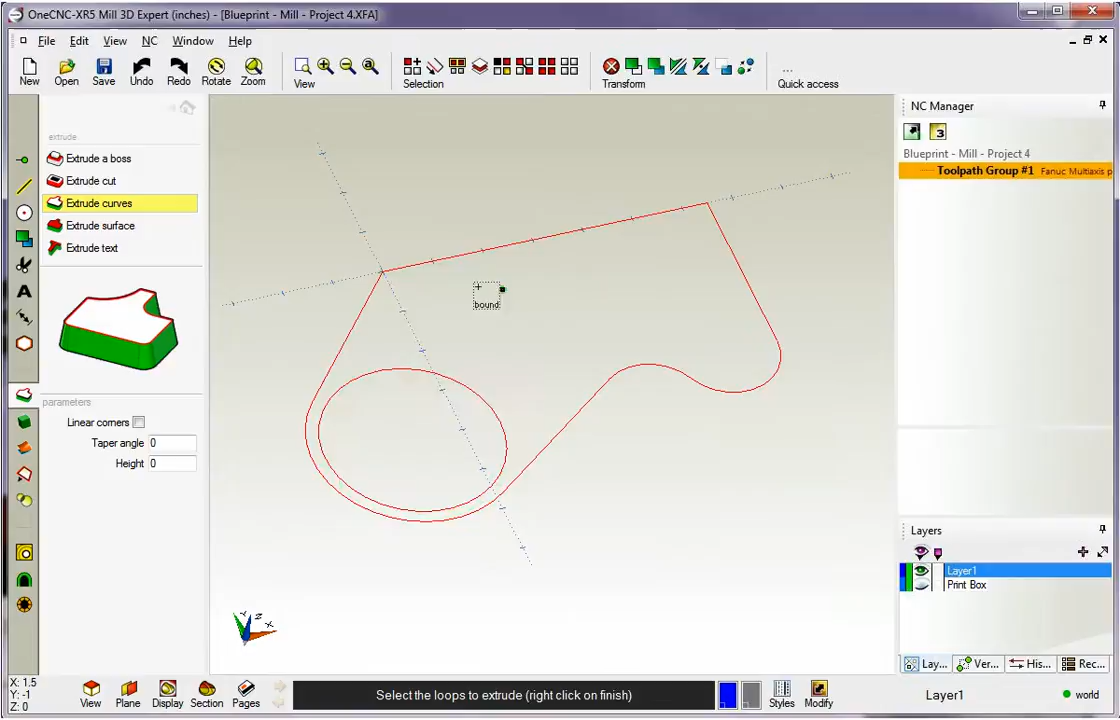 OneCNC-XR5 Mill 3D Expert (inches) - [Blueprint - Mill - Project 4.XFA]
File Edit View NC Window Help
New Open Save Undo Redo Rotate Zoom View Selection Transform ... Quick access
extrude
Extrude a boss
Extrude cut
Extrude curves
Extrude surface
Extrude text
parameters
Linear corners
Taper angle 0
Height 0
bound
Y Z X
NC Manager
3
Blueprint - Mill - Project 4
Toolpath Group #1 Fanuc Multiaxis p
Layers
Layer1
Print Box
Lay... Ver... His... Rec...
X: 1.5
Y: -1
Z: 0
View Plane Display Section Pages
Select the loops to extrude (right click on finish)
Styles Modify
Layer1
world